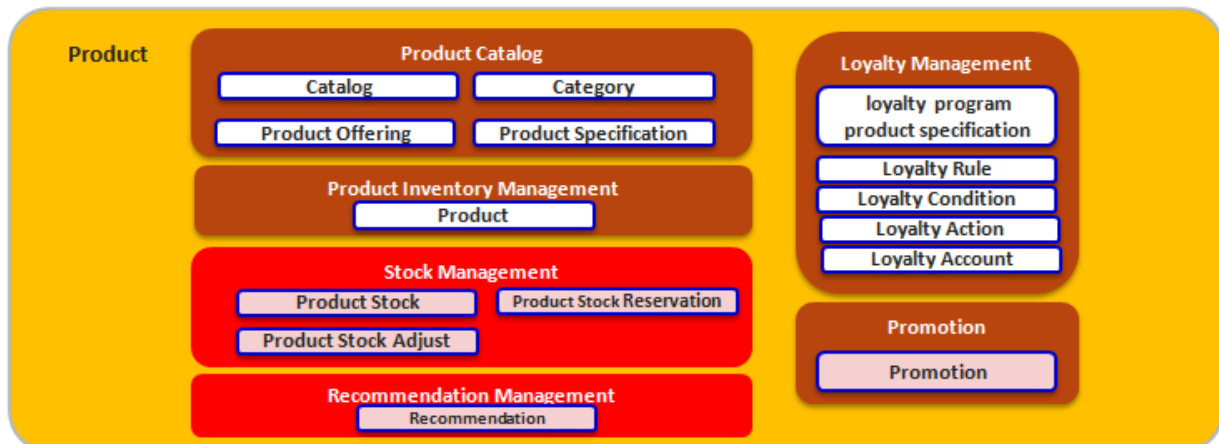 Product
Product Catalog
Catalog
Category
Product Offering
Product Specification
Product Inventory Management
Product
Stock Management
Product Stock
Product Stock Reservation
Product Stock Adjust
Recommendation Management
Recommendation
Loyalty Management
loyalty program
product specification
Loyalty Rule
Loyalty Condition
Loyalty Action
Loyalty Account
Promotion
Promotion